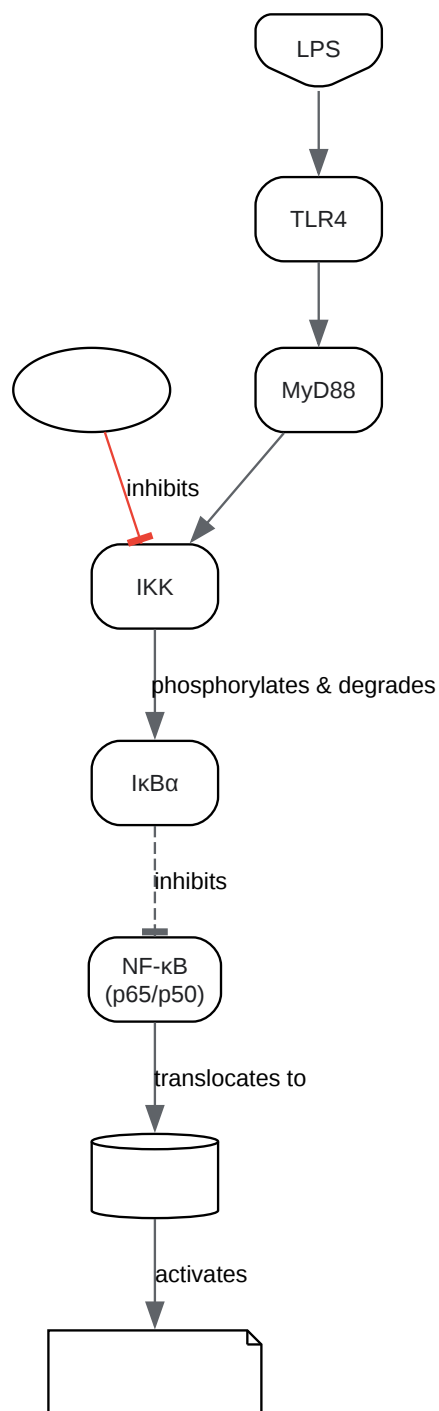 LPS
TLR4
MyD88
inhibits
IKK
phosphorylates & degrades
IκBα
inhibits
NF-κB
(p65/p50)
translocates to
activates